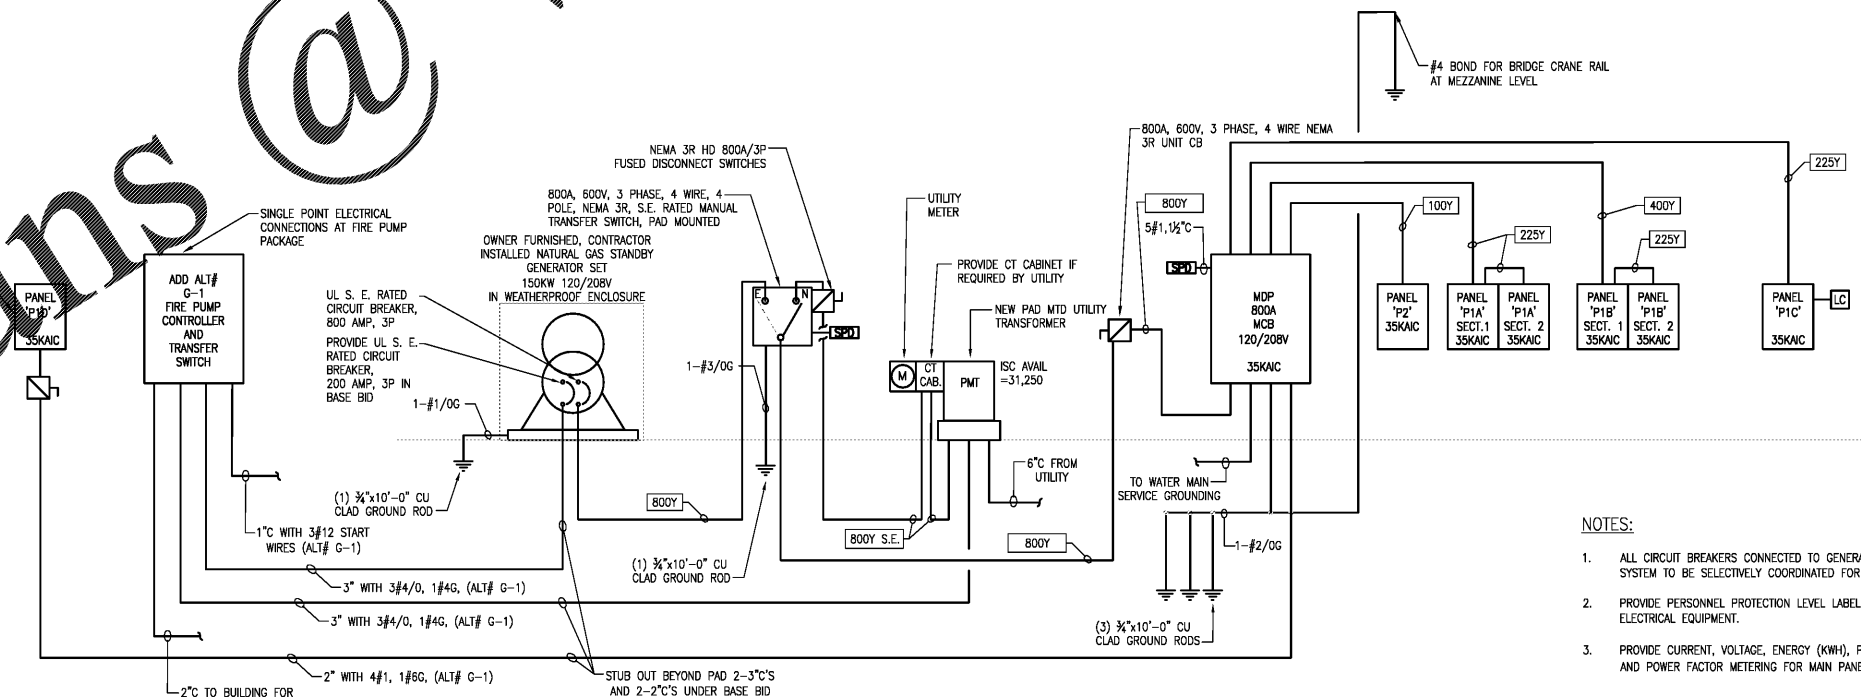 ans @
#4 BOND FOR BRIDGE CRANE RAIL
AT MEZZANINE LEVEL
800A, 600V, 3 PHASE, 4 WIRE NEMA
3R UNIT CB
NEMA 3R HD 800A/3P
FUSED DISCONNECT SWITCHES
225Y
800A, 600V, 3 PHASE, 4 WIRE, 4
POLE, NEMA 3R, S.E. RATED MANUAL
TRANSFER SWITCH, PAD MOUNTED
UTILITY
METER
800Y
5#1,1½"C
100Y
400Y
225Y
225Y
SINGLE POINT ELECTRICAL
CONNECTIONS AT FIRE PUMP
PACKAGE
OWNER FURNISHED, CONTRACTOR
INSTALLED NATURAL GAS STANDBY
GENERATOR SET
150KW 120/208V
IN WEATHERPROOF ENCLOSURE
PROVIDE CT CABINET IF
REQUIRED BY UTILITY
SPD
ADD ALT#
G-1
FIRE PUMP
CONTROLLER
AND
TRANSFER
SWITCH
PANEL
35KAIC
UL S. E. RATED
CIRCUIT BREAKER,
800 AMP, 3P
PROVIDE UL S. E.
RATED CIRCUIT
BREAKER,
200 AMP, 3P IN
BASE BID
E
N
SPD
NEW PAD MTD UTILITY
TRANSFORMER
MDP
800A
MCB
120/208V
35KAIC
PANEL
'P2'
35KAIC
PANEL
'P1A'
SECT.1
35KAIC
PANEL
'P1A'
SECT. 2
35KAIC
PANEL
'P1B'
SECT. 1
35KAIC
PANEL
'P1B'
SECT. 2
35KAIC
PANEL
'P1C'
35KAIC
LC
1-#3/0G
M
CT
CAB.
PMT
ISC AVAIL
=31,250
1-#1/0G
6"C FROM
UTILITY
TO WATER MAIN
SERVICE GROUNDING
(1) ¾"x10'-0" CU
CLAD GROUND ROD
800Y
1"C WITH 3#12 START
WIRES (ALT# G-1)
800Y S.E.
800Y
1-#2/0G
(1) ¾"x10'-0" CU
CLAD GROUND ROD
3" WITH 3#4/0, 1#4G, (ALT# G-1)
3" WITH 3#4/0, 1#4G, (ALT# G-1)
(3) ¾"x10'-0" CU
CLAD GROUND RODS
2" WITH 4#1, 1#6G, (ALT# G-1)
STUB OUT BEYOND PAD 2-3"C'S
AND 2-2"C'S UNDER BASE BID
2"C TO BUILDING FOR
NOTES:
1. ALL CIRCUIT BREAKERS CONNECTED TO GENERA
SYSTEM TO BE SELECTIVELY COORDINATED FOR
2. PROVIDE PERSONNEL PROTECTION LEVEL LABEL
ELECTRICAL EQUIPMENT.
3. PROVIDE CURRENT, VOLTAGE, ENERGY (KWH), P
AND POWER FACTOR METERING FOR MAIN PANE